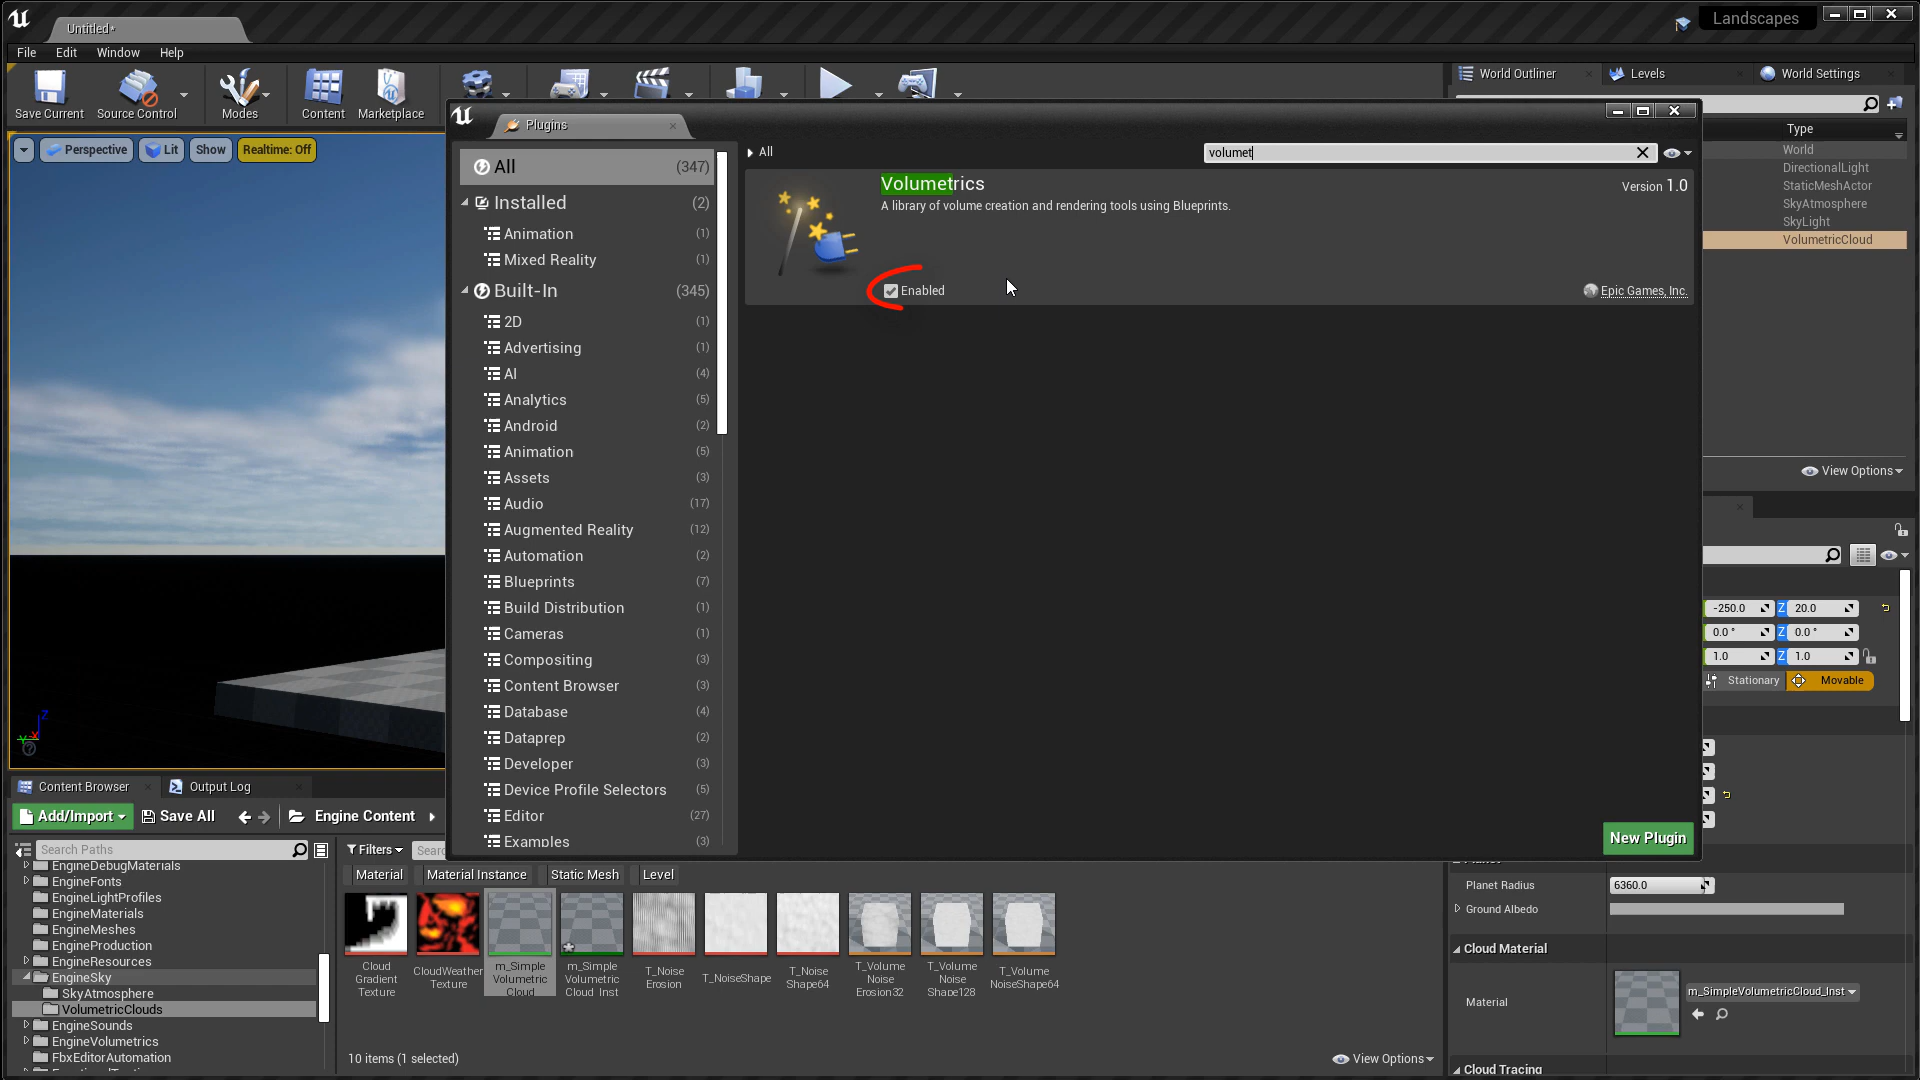 Untitled*
Landscapes
File Edit Window Help
Save Current
Source Control
Modes
Content
Marketplace
World Outliner
Levels
World Settings
Type
World
DirectionalLight
StaticMeshActor
SkyAtmosphere
SkyLight
VolumetricCloud
View Options
Perspective
Lit
Show
Realtime: Off
Plugins
All (347)
Installed (2)
Animation (1)
Mixed Reality (1)
Built-In (345)
2D (1)
Advertising (1)
AI (4)
Analytics (5)
Android (2)
Animation (5)
Assets (3)
Audio (17)
Augmented Reality (12)
Automation (2)
Blueprints (7)
Build Distribution (1)
Cameras (1)
Compositing (3)
Content Browser (3)
Database (4)
Dataprep (2)
Developer (3)
Device Profile Selectors (5)
Editor (27)
Examples (3)
All
volumet
Volumetrics
Version 1.0
A library of volume creation and rendering tools using Blueprints.
Enabled
Epic Games, Inc.
New Plugin
-250.0 Z 20.0
0.0 ° Z 0.0 °
1.0 Z 1.0
Stationary Movable
Z
Y X
Content Browser
Output Log
Add/Import
Save All
Engine Content
Search Paths
EngineDebugMaterials
EngineFonts
EngineLightProfiles
EngineMaterials
EngineMeshes
EngineProduction
EngineResources
EngineSky
SkyAtmosphere
VolumetricClouds
EngineSounds
EngineVolumetrics
FbxEditorAutomation
Filters
Material
Material Instance
Static Mesh
Level
Cloud Gradient Texture
CloudWeather Texture
m_Simple Volumetric Cloud
m_Simple Volumetric Cloud_Inst
T_Noise Erosion
T_NoiseShape
T_Noise Shape64
T_Volume Noise Erosion32
T_Volume Noise Shape128
T_Volume NoiseShape64
10 items (1 selected)
View Options
Planet Radius 6360.0
Ground Albedo
Cloud Material
Material
m_SimpleVolumetricCloud_Inst
Cloud Tracing